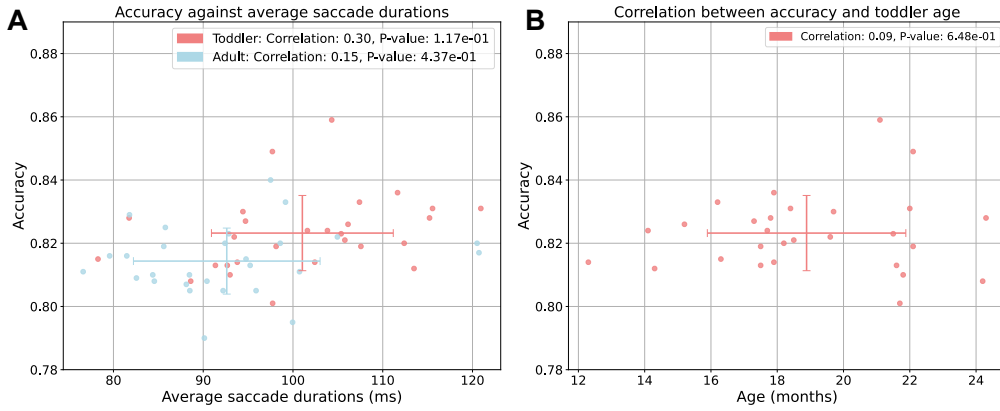 A
Accuracy against average saccade durations
Toddler: Correlation: 0.30, P-value: 1.17e-01
Adult: Correlation: 0.15, P-value: 4.37e-01
Accuracy
0.88
0.86
0.84
0.82
0.80
0.78
80 90 100 110 120
Average saccade durations (ms)
B
Correlation between accuracy and toddler age
Correlation: 0.09, P-value: 6.48e-01
Accuracy
0.88
0.86
0.84
0.82
0.80
0.78
12 14 16 18 20 22 24
Age (months)